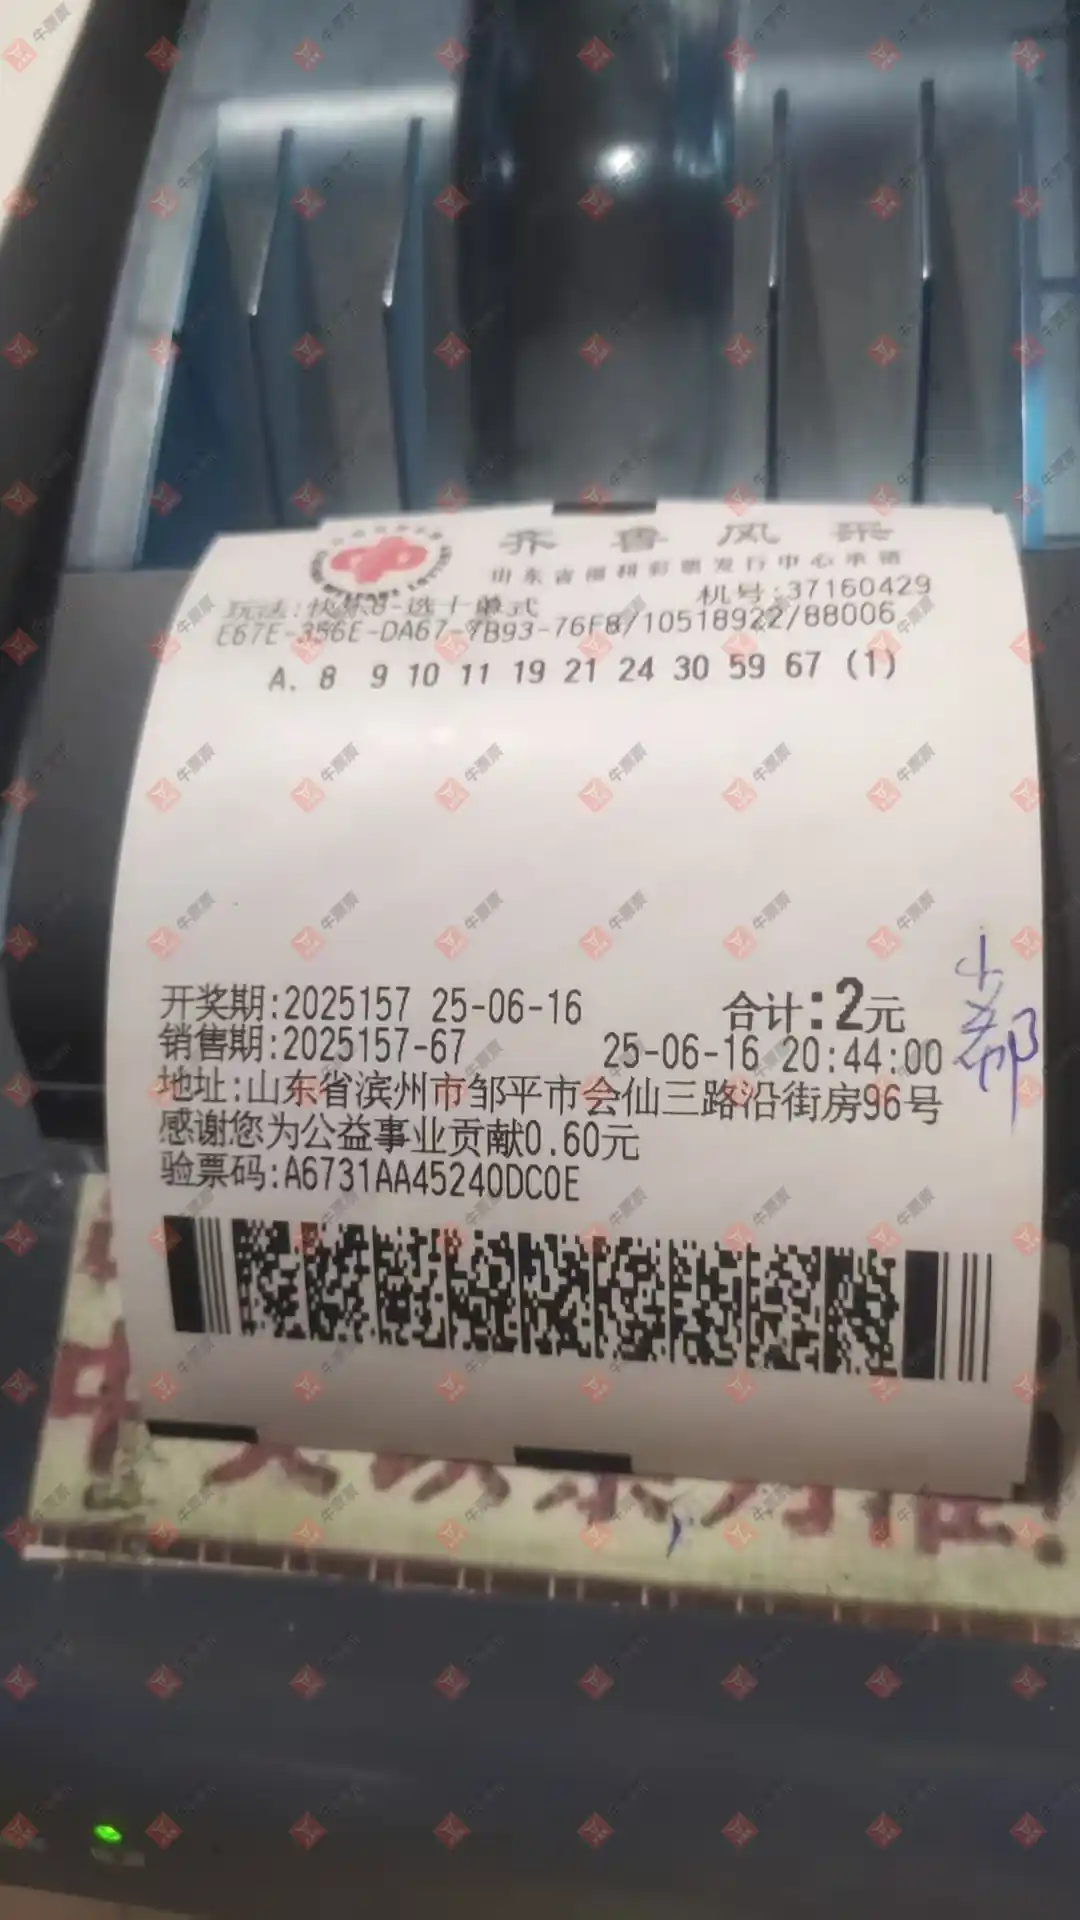 齐鲁风采
山东省福利彩票发行中心承销
玩法:快乐8-选十单式 机号:37160429
E67E-356E-DA67-7B93-76F8/10518922/88006
A. 8 9 10 11 19 21 24 30 59 67 (1)
开奖期:2025157 25-06-16 合计:2元
销售期:2025157-67 25-06-16 20:44:00
地址:山东省滨州市邹平市会仙三路沿街房96号
感谢您为公益事业贡献0.60元
验票码:A6731AA45240DC0E
牛票票